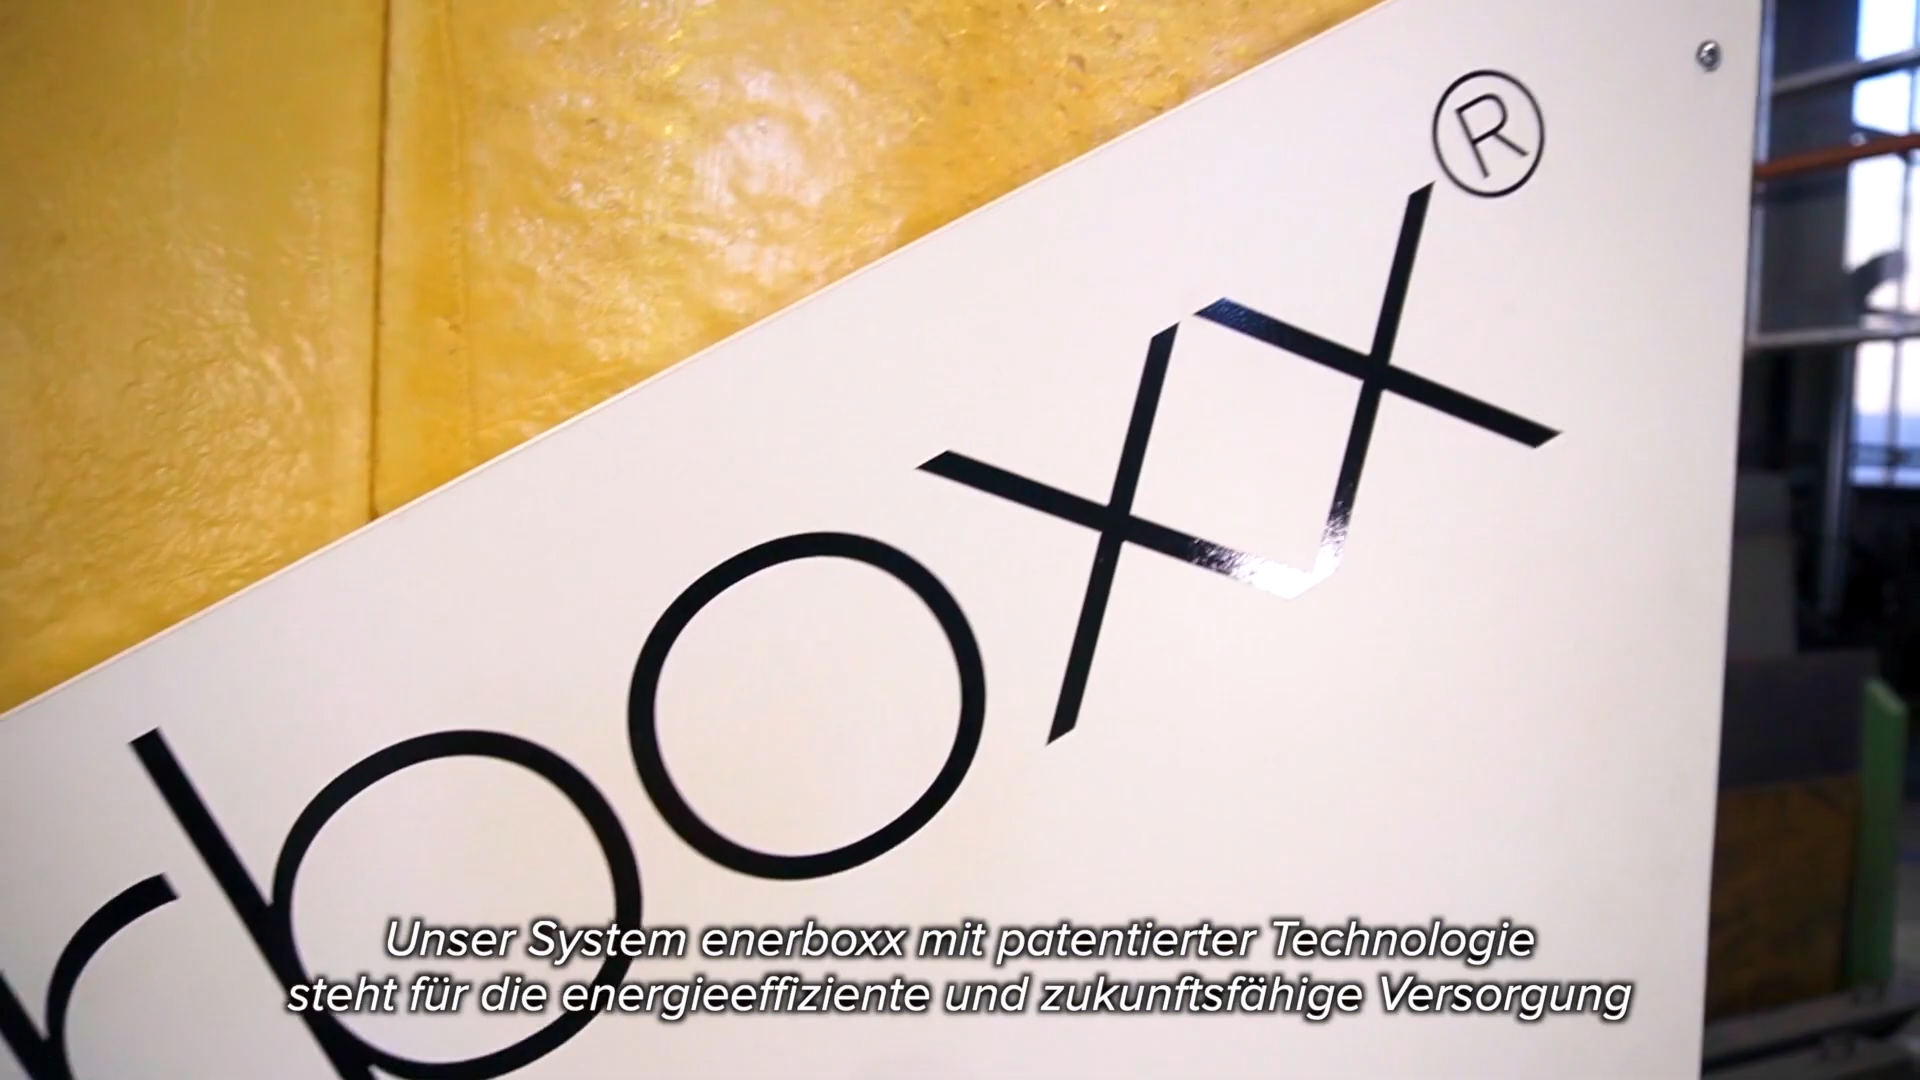 rboxx®
Unser System enerboxx mit patentierter Technologie
steht für die energieeffiziente und zukunftsfähige Versorgung